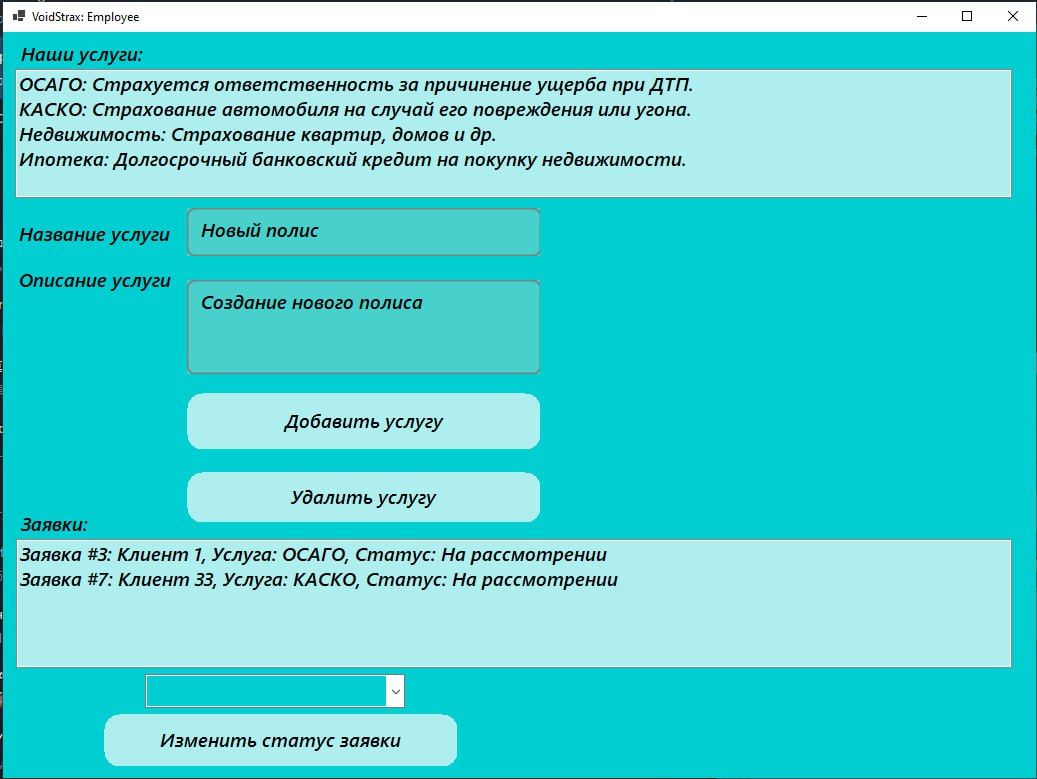 VoidStrax: Employee
Наши услуги:
ОСАГО: Страхуется ответственность за причинение ущерба при ДТП.
КАСКО: Страхование автомобиля на случай его повреждения или угона.
Недвижимость: Страхование квартир, домов и др.
Ипотека: Долгосрочный банковский кредит на покупку недвижимости.
Название услуги
Новый полис
Описание услуги
Создание нового полиса
Добавить услугу
Удалить услугу
Заявки:
Заявка #3: Клиент 1, Услуга: ОСАГО, Статус: На рассмотрении
Заявка #7: Клиент 33, Услуга: КАСКО, Статус: На рассмотрении
Изменить статус заявки